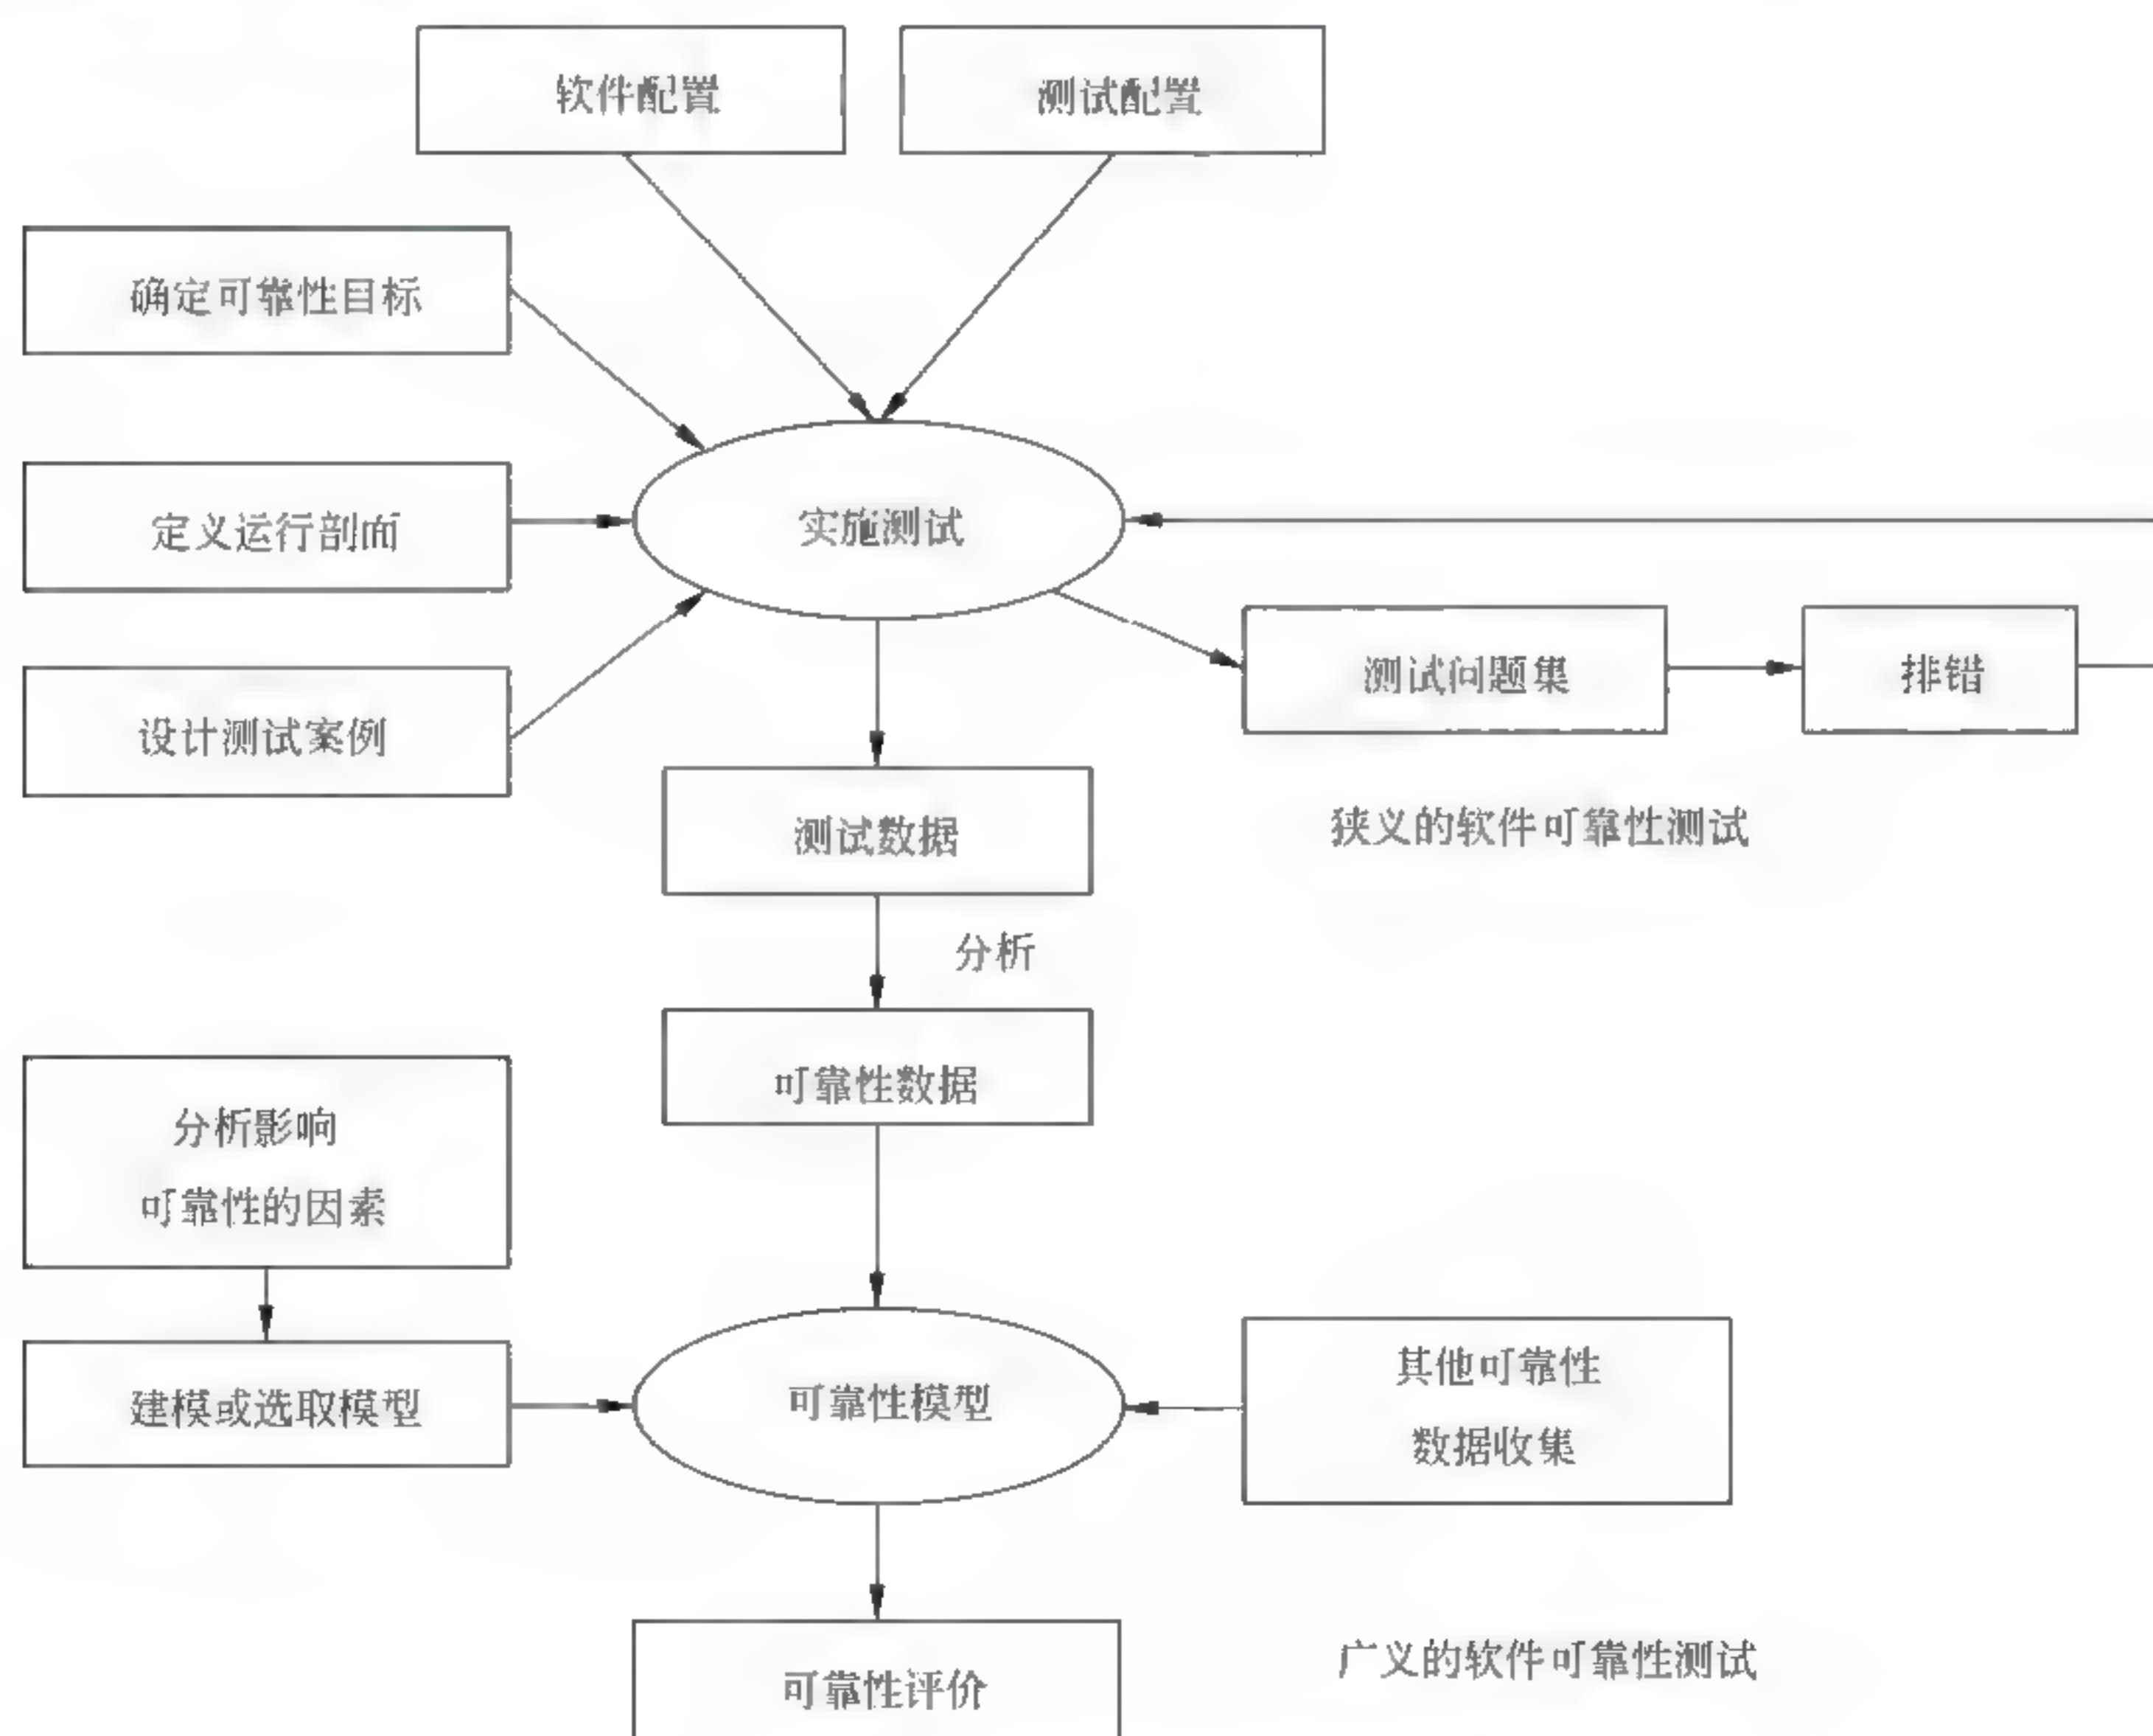 软件配置
测试配置
确定可靠性目标
定义运行剖面
实施测试
设计测试案例
测试问题集
排错
测试数据
狭义的软件可靠性测试
分析
可靠性数据
分析影响
可靠性的因素
建模或选取模型
可靠性模型
其他可靠性
数据收集
可靠性评价
广义的软件可靠性测试